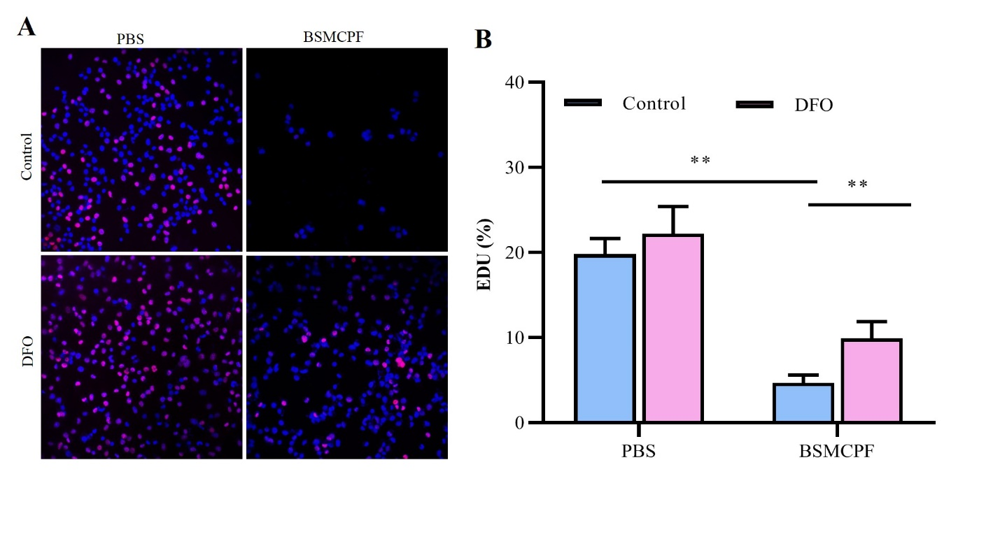 A
PBS
BSMCPF
Control
DFO
B
40
30
20
10
0
EDU (%)
Control
DFO
**
**
PBS
BSMCPF